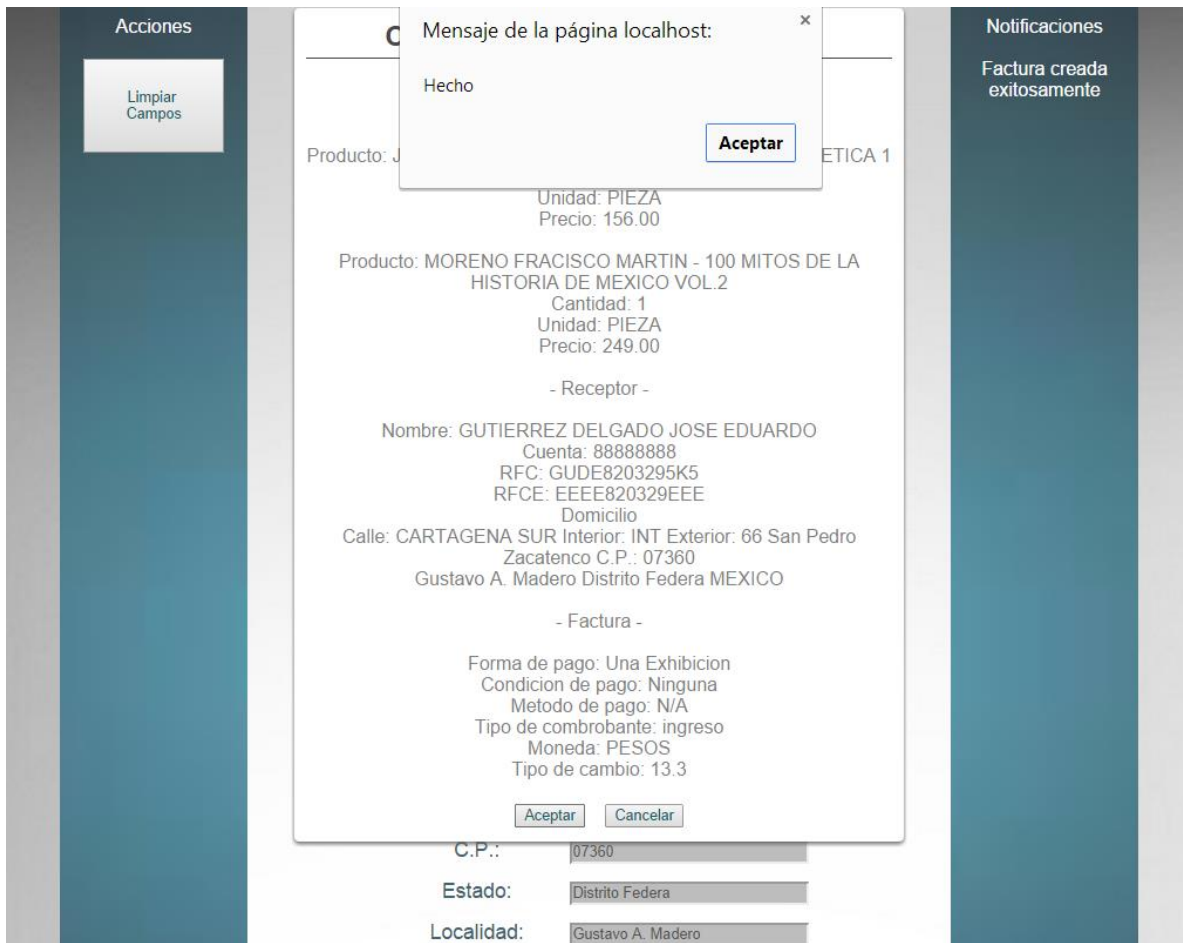 Acciones
Limpiar
Campos
Mensaje de la página localhost:
×
Hecho
Aceptar
Notificaciones
Factura creada
exitosamente
C
Producto: J
ETICA 1
Unidad: PIEZA
Precio: 156.00
Producto: MORENO FRACISCO MARTIN - 100 MITOS DE LA
HISTORIA DE MEXICO VOL.2
Cantidad: 1
Unidad: PIEZA
Precio: 249.00
- Receptor -
Nombre: GUTIERREZ DELGADO JOSE EDUARDO
Cuenta: 88888888
RFC: GUDE8203295K5
RFCE: EEEE820329EEE
Domicilio
Calle: CARTAGENA SUR Interior: INT Exterior: 66 San Pedro
Zacatenco C.P.: 07360
Gustavo A. Madero Distrito Federa MEXICO
- Factura -
Forma de pago: Una Exhibicion
Condicion de pago: Ninguna
Metodo de pago: N/A
Tipo de combrobante: ingreso
Moneda: PESOS
Tipo de cambio: 13.3
Aceptar Cancelar
C.P.: 07360
Estado: Distrito Federa
Localidad: Gustavo A. Madero